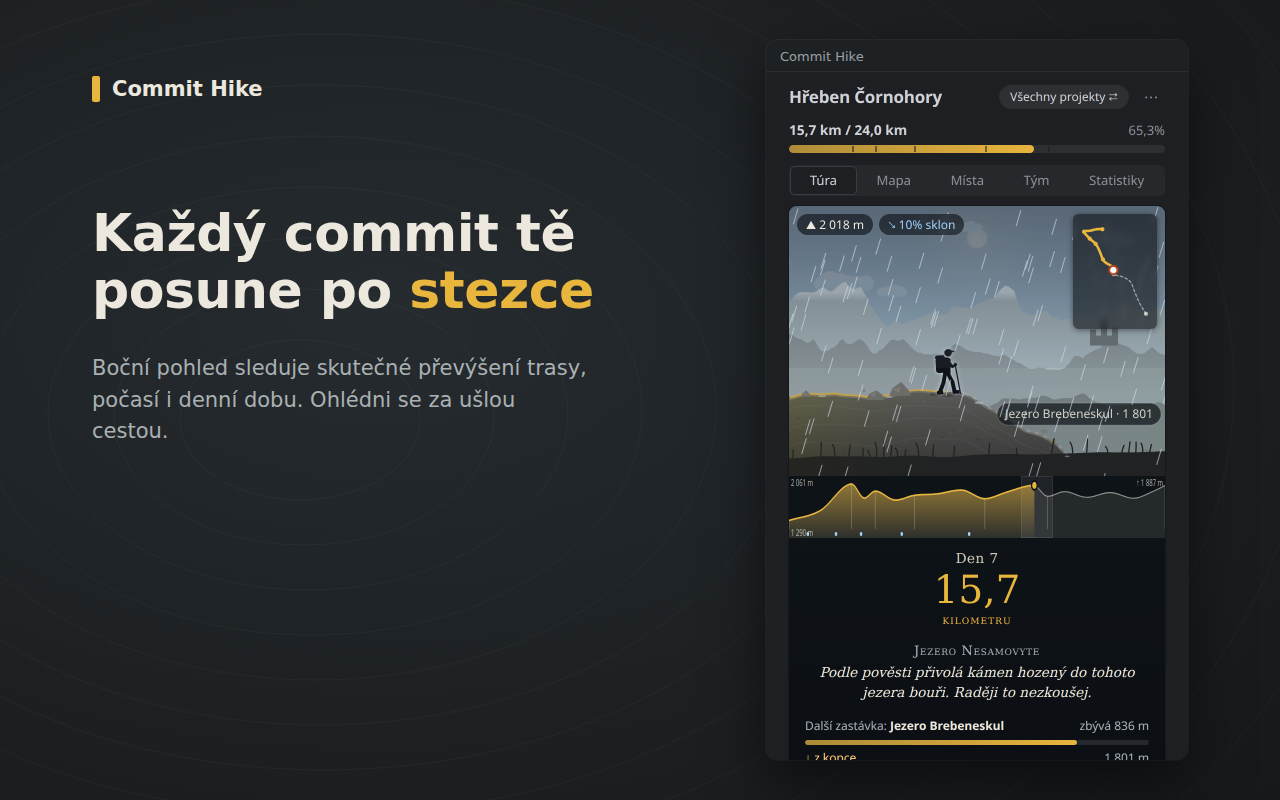 Commit Hike
Každý commit tě
posune po stezce
Boční pohled sleduje skutečné převýšení trasy,
počasí i denní dobu. Ohlédni se za ušlou
cestou.
Commit Hike
Hřeben Čornohory
Všechny projekty ⇄
···
15,7 km / 24,0 km
65,3%
Túra
Mapa
Místa
Tým
Statistiky
▲ 2 018 m
↘ 10% sklon
Jezero Brebeneskul · 1 801
2 061 m
↑1 887 m
1 290 m
Den 7
15,7
KILOMETRU
Jezero Nesamovyte
Podle pověsti přivolá kámen hozený do tohoto
jezera bouři. Raději to nezkoušej.
Další zastávka: Jezero Brebeneskul
zbývá 836 m
↓ z kopce
1 801 m